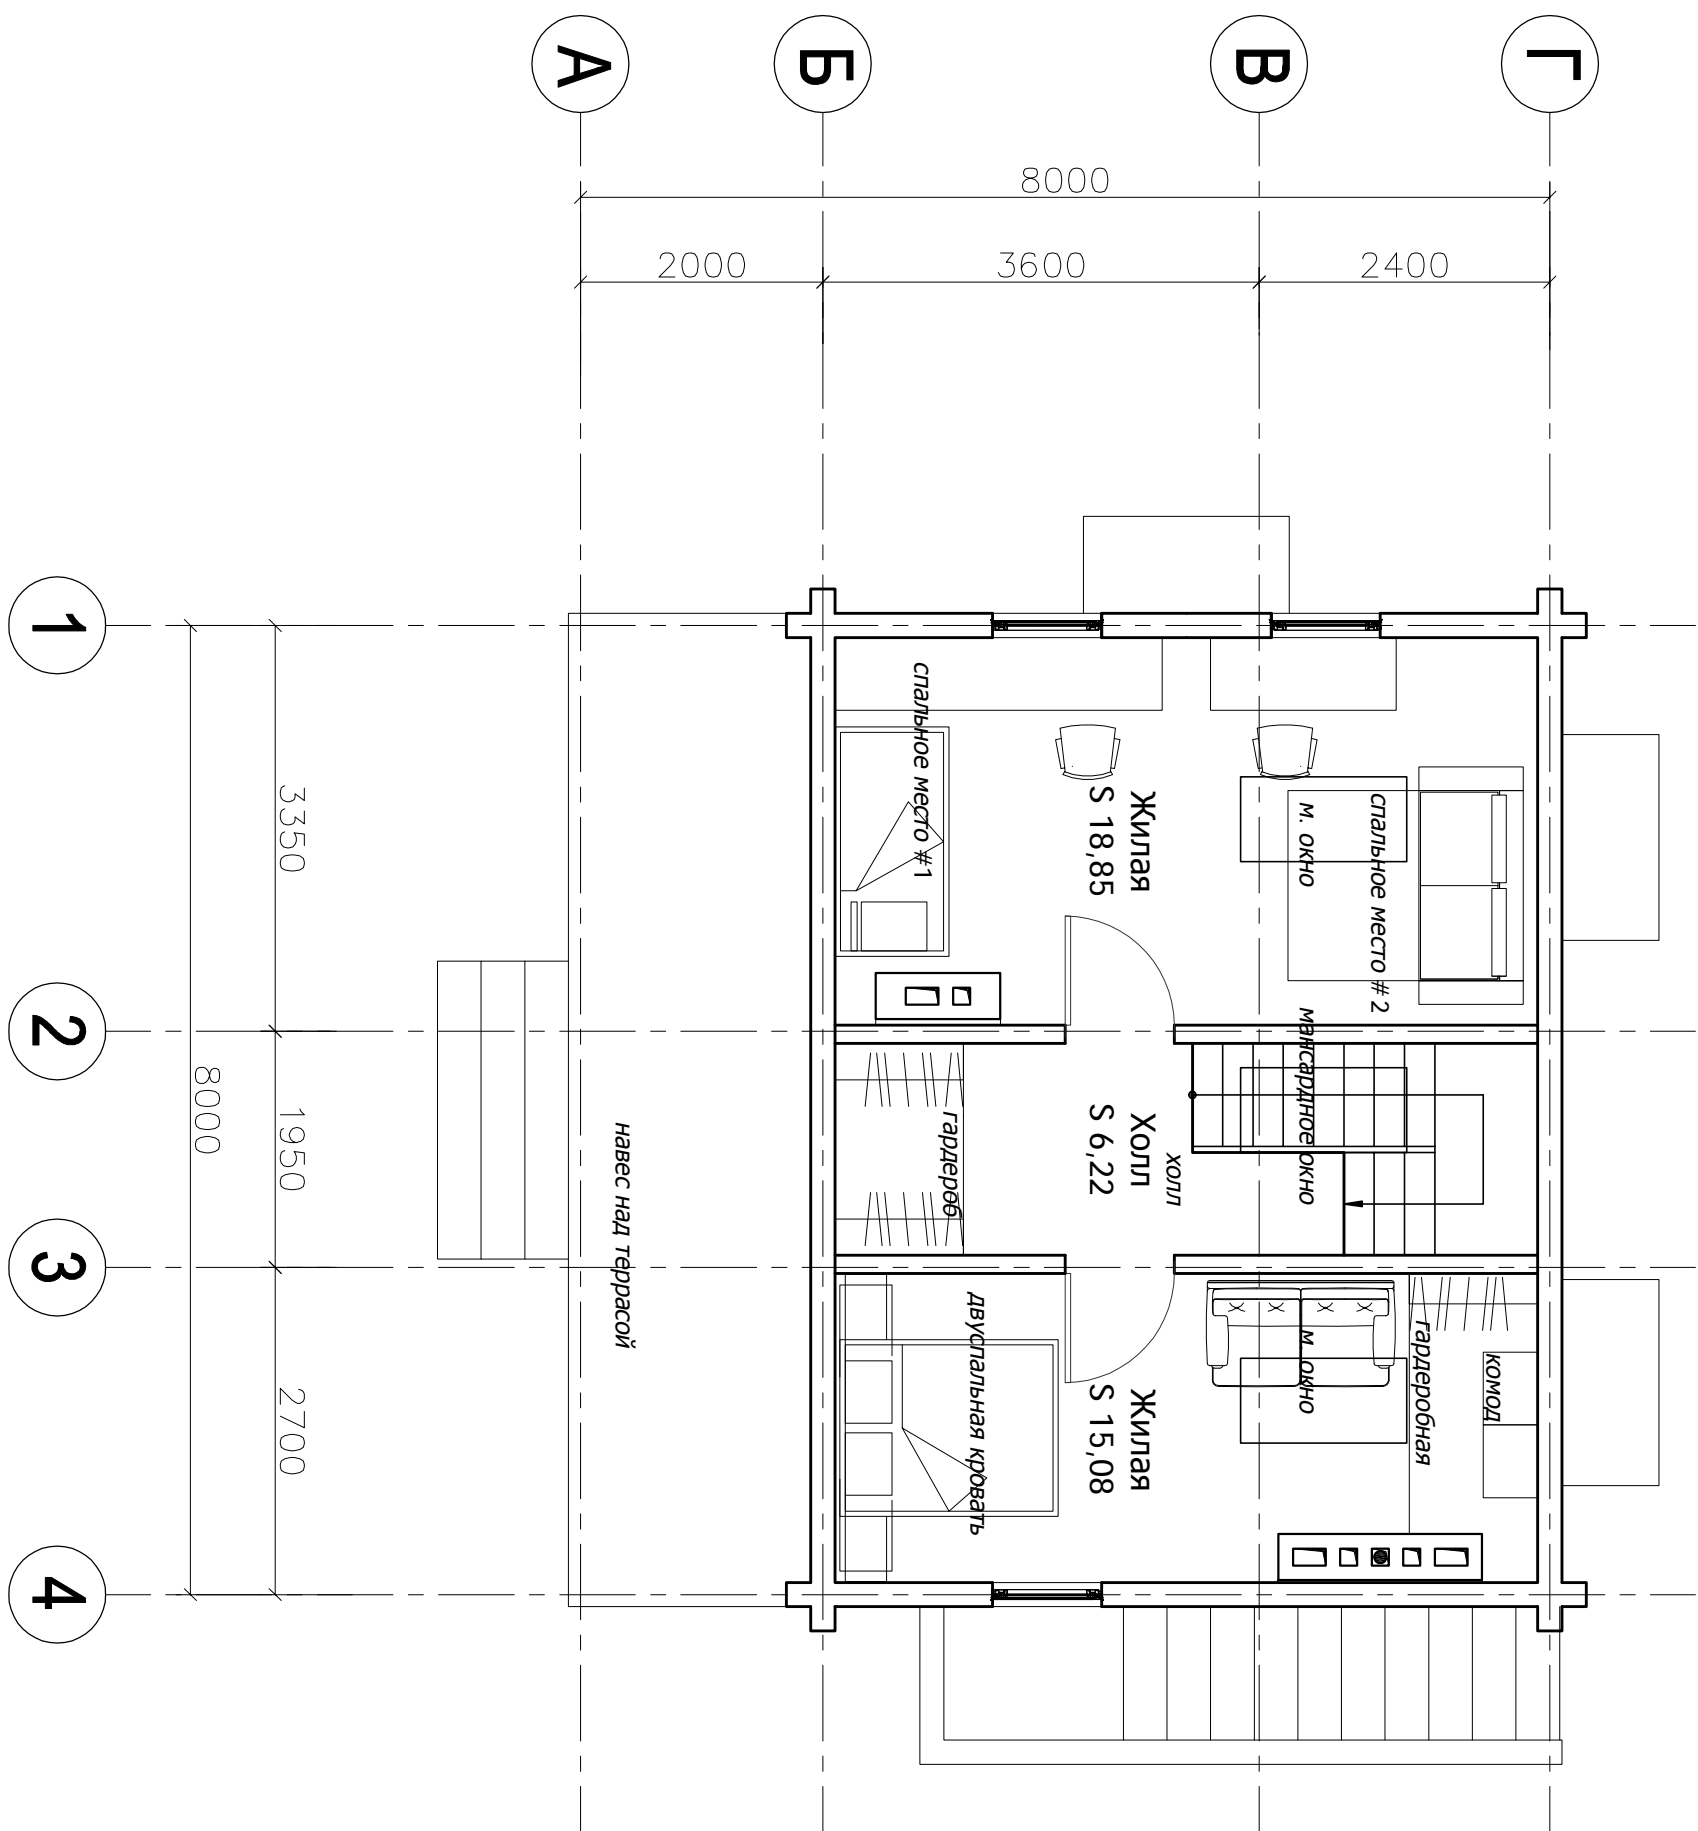 А
Б
В
Г
8000
2000
3600
2400
1
2
3
4
3350
1950
2700
8000
спальное место #1
Жилая
S 18,85
м. окно
спальное место #2
мансардное окно
гардероб
Холл
S 6,22
холл
навес над террасой
двуспальная кровать
Жилая
S 15,08
м. окно
гардеробная
комод